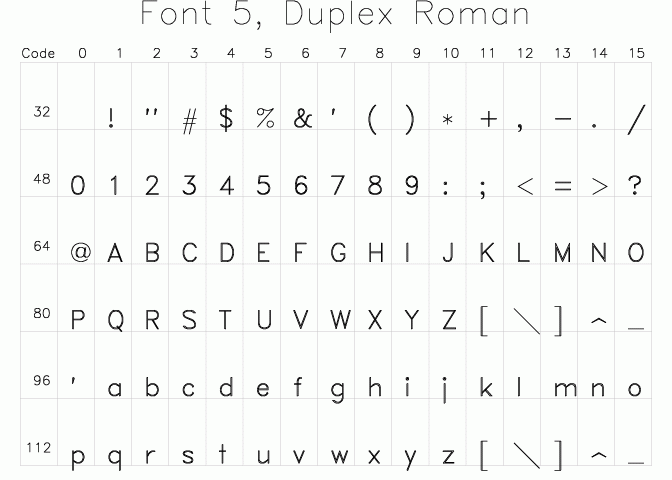 Font 5, Duplex Roman
Code 0 1 2 3 4 5 6 7 8 9 10 11 12 13 14 15
32 ! " # $ % & ' ( ) * + , - . /
48 0 1 2 3 4 5 6 7 8 9 : ; < = > ?
64 @ A B C D E F G H I J K L M N O
80 P Q R S T U V W X Y Z [ \ ] ^ _
96 ' a b c d e f g h i j k l m n o
112 p q r s t u v w x y z [ \ ] ^ _